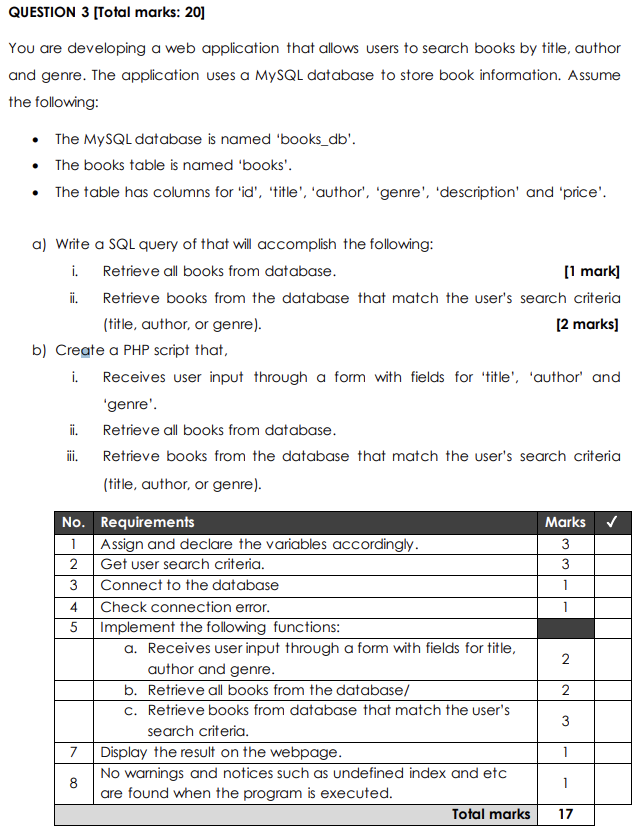 QUESTION 3 [Total marks: 20]
You are developing a web application that allows users to search books by title, author
and genre. The application uses a MySQL database to store book information. Assume
the following:
• The MySQL database is named 'books_db'.
• The books table is named 'books'.
• The table has columns for 'id', 'title', 'author', 'genre', 'description' and 'price'.
a) Write a SQL query of that will accomplish the following:
i. Retrieve all books from database. [1 mark]
ii. Retrieve books from the database that match the user's search criteria
(title, author, or genre). [2 marks]
b) Create a PHP script that,
i. Receives user input through a form with fields for 'title', 'author' and
'genre'.
ii. Retrieve all books from database.
iii. Retrieve books from the database that match the user's search criteria
(title, author, or genre).
No. Requirements Marks ✓
1 Assign and declare the variables accordingly. 3
2 Get user search criteria. 3
3 Connect to the database 1
4 Check connection error. 1
5 Implement the following functions:
a. Receives user input through a form with fields for title,
author and genre. 2
b. Retrieve all books from the database/ 2
c. Retrieve books from database that match the user's
search criteria. 3
7 Display the result on the webpage. 1
8 No warnings and notices such as undefined index and etc
are found when the program is executed. 1
Total marks 17